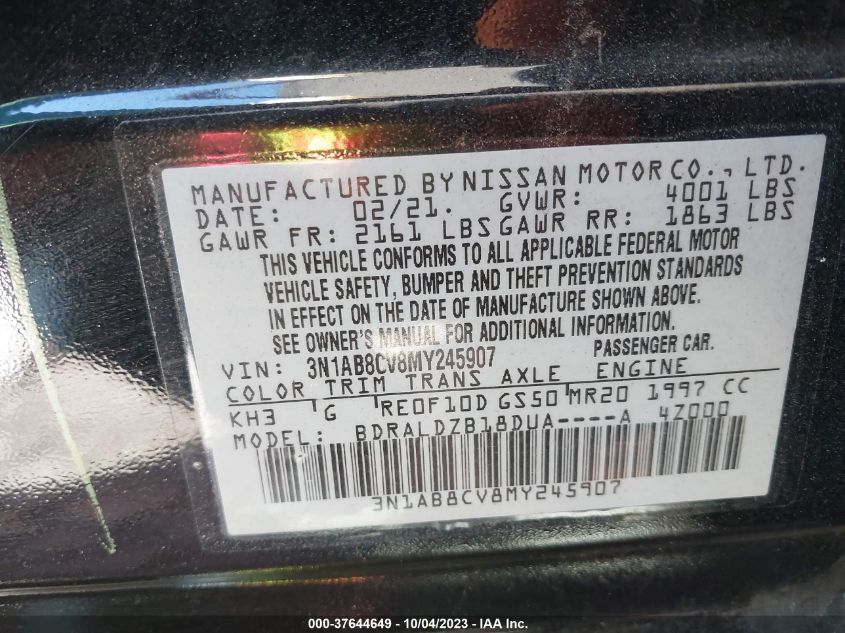 MANUFACTURED BY NISSAN MOTOR CO., LTD.
DATE: 02/21. GVWR: 4001 LBS
GAWR FR: 2161 LBS GAWR RR: 1863 LBS
THIS VEHICLE CONFORMS TO ALL APPLICABLE FEDERAL MOTOR
VEHICLE SAFETY, BUMPER AND THEFT PREVENTION STANDARDS
IN EFFECT ON THE DATE OF MANUFACTURE SHOWN ABOVE.
SEE OWNER'S MANUAL FOR ADDITIONAL INFORMATION.
VIN: 3N1AB8CV8MY245907 PASSENGER CAR.
COLOR TRIM TRANS AXLE ENGINE
KH3 G RE0F10D GS50 MR20 1997 CC
MODEL: BDRALDZB18DUA----A 4Z000
3N1AB8CV8MY245907
000-37644649 - 10/04/2023 - IAA Inc.